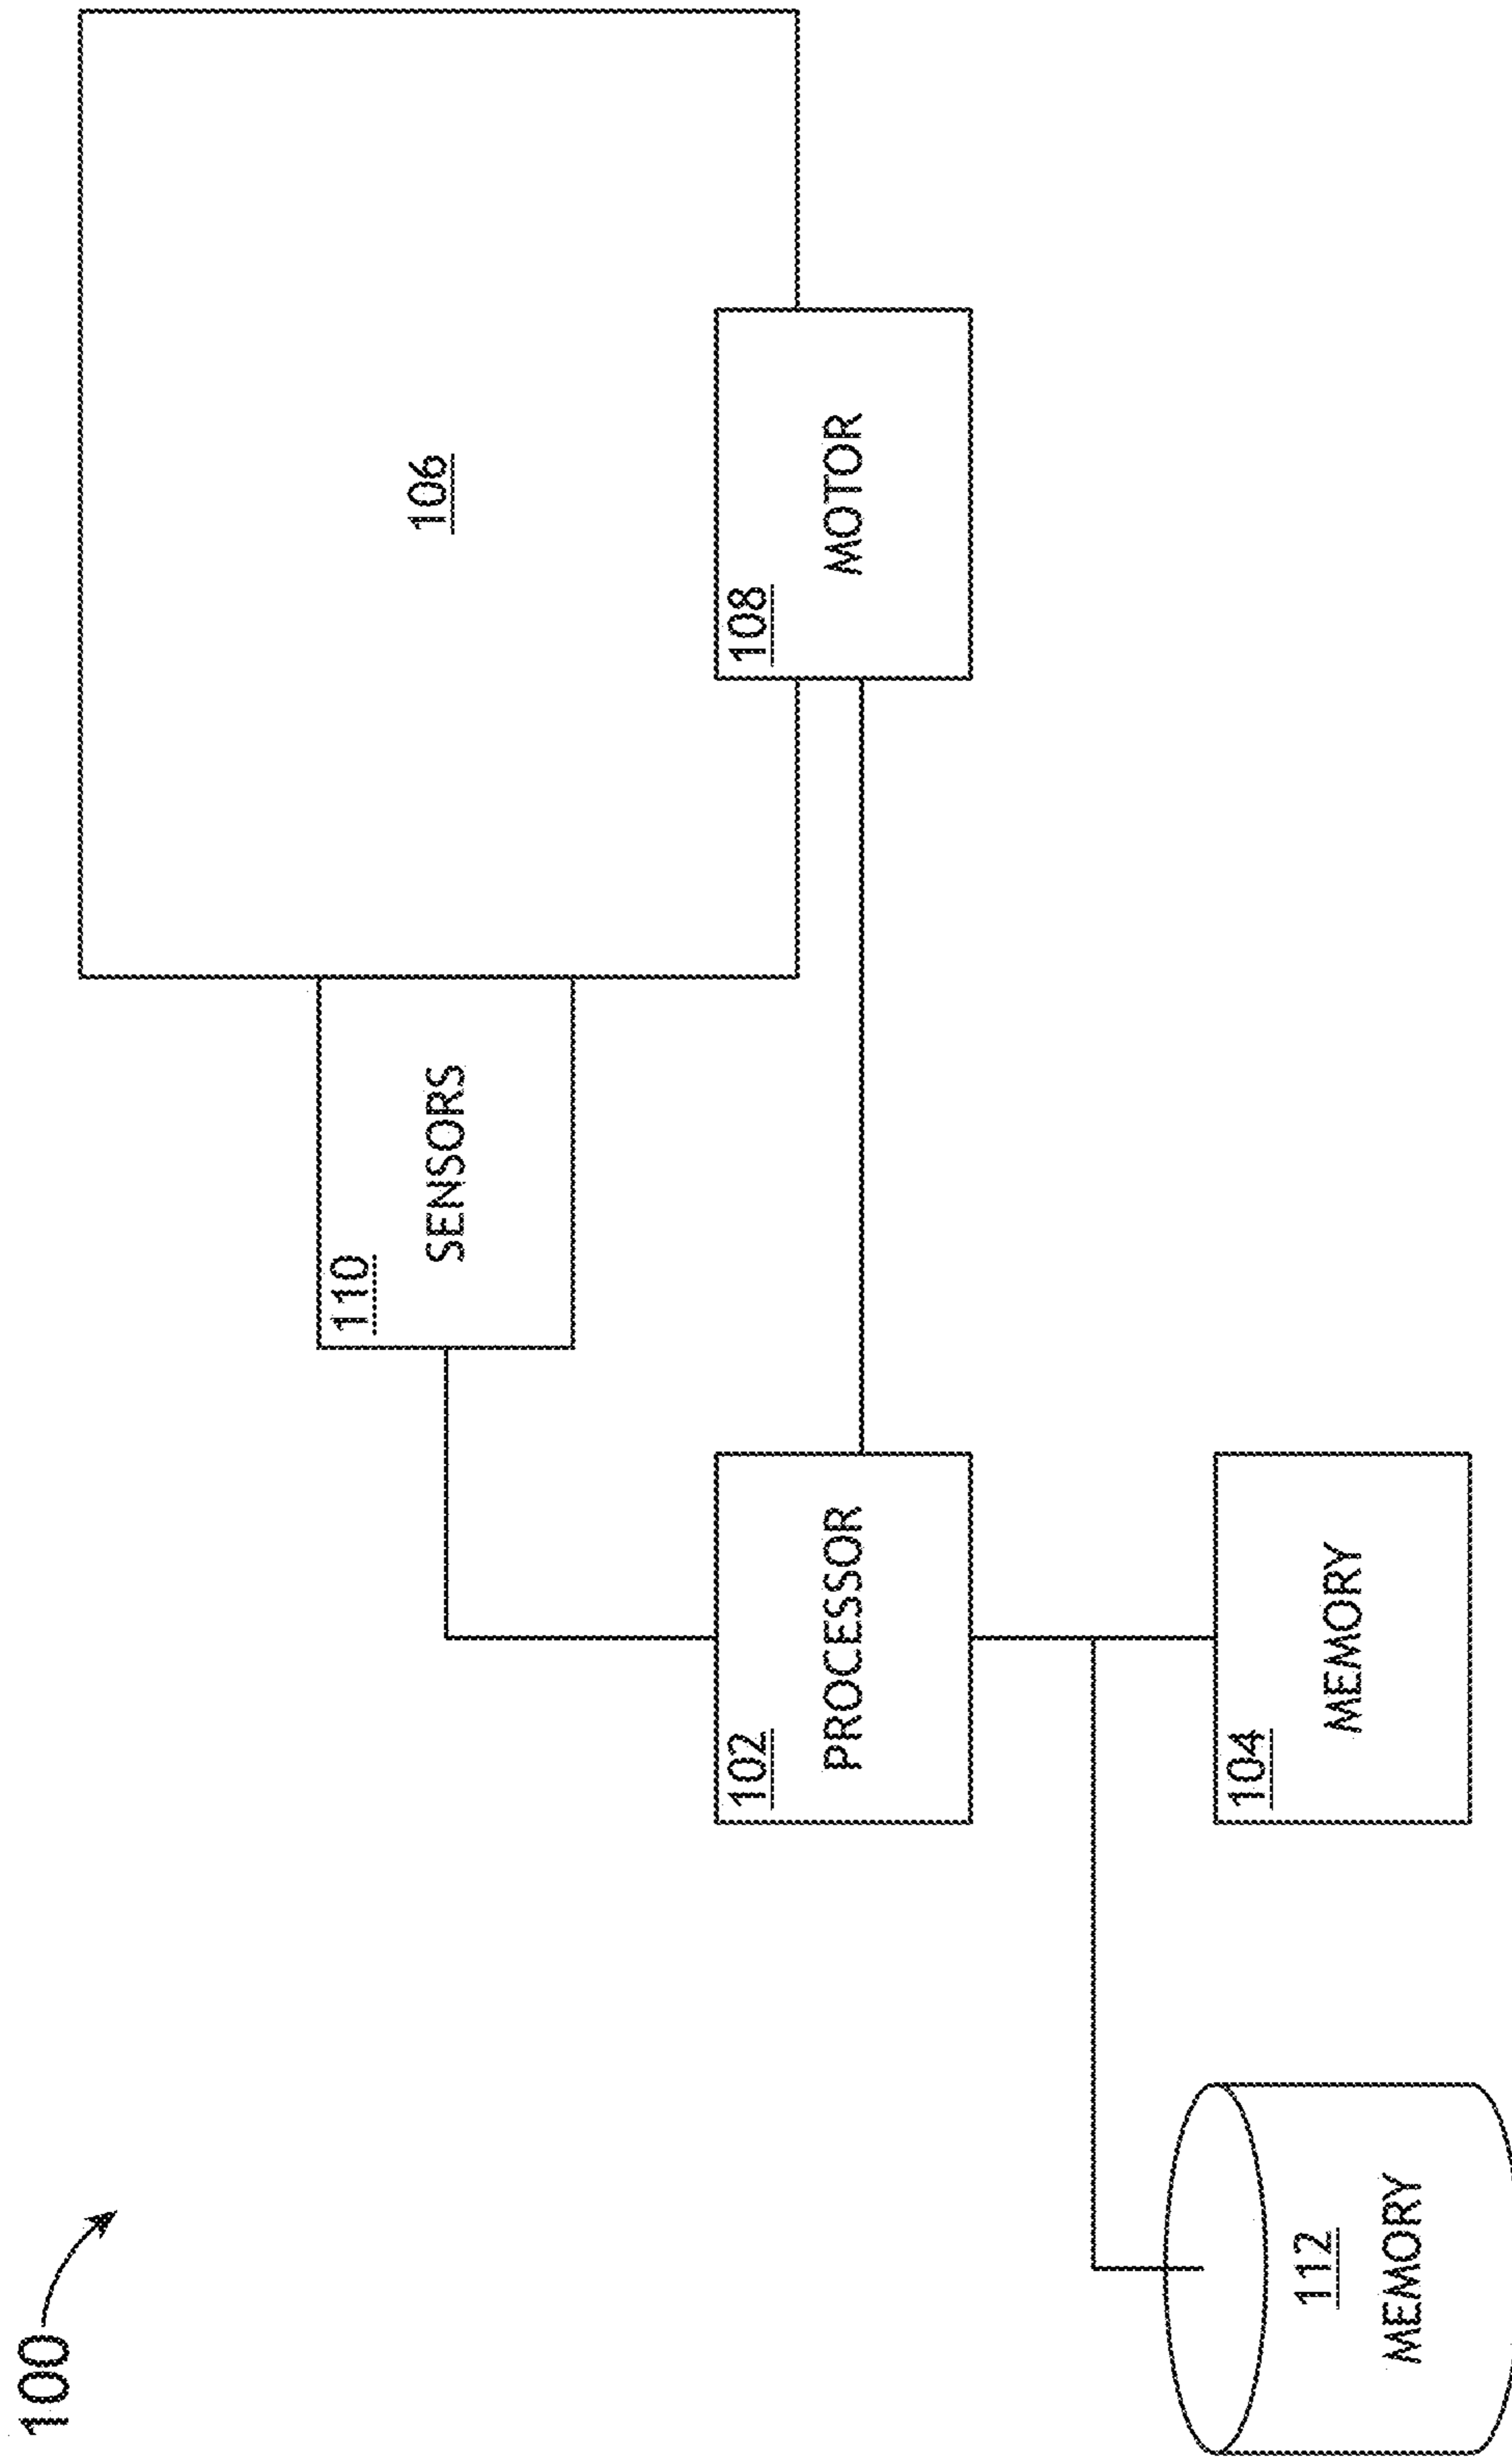 100
106
110
SENSORS
108
MOTOR
102
PROCESSOR
112
MEMORY
104
MEMORY